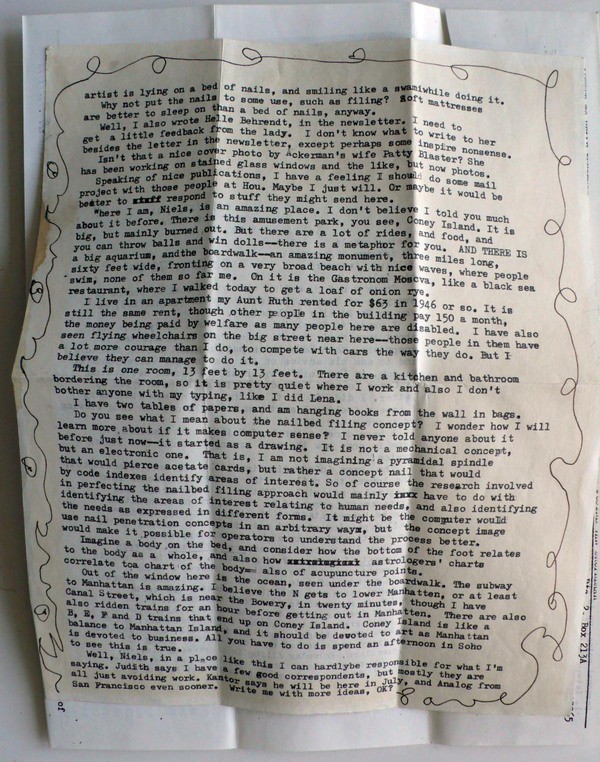 artist is lying on a bed of nails, and smiling like a swamiwhile doing it.
Why not put the nails to some use, such as filing? Soft mattresses
are better to sleep on than a bed of nails, anyway.
Well, I also wrote Helle Behrendt, in the newsletter. I need to
get a little feedback from the lady. I don't know what to write to her
besides the letter in the newsletter, except perhaps some inspire nonsense.
Isn't that a nice cover photo by Ackerman's wife Patty Blaster? She
has been working on stained glass windows and the like, but now photos.
Speaking of nice publications, I have a feeling I should do some mail
project with those people at Hou. Maybe I just will. Or maybe it would be
better to respond to stuff they might send here.
Where I am, Niels, is an amazing place. I don't believe I told you much
about it before. There is this amusement park, you see, Coney Island. It is
big, but mainly burned out. But there are a lot of rides, and food, and
you can throw balls and win dolls--there is a metaphor for you. AND THERE IS
a big aquarium, andthe boardwalk--an amazing monument, three miles long,
sixty feet wide, fronting on a very broad beach with nice waves, where people
swim, none of them so far me. On it is the Gastronom Moscva, like a black sea
restaurant, where I walked today to get a loaf of onion rye.
I live in an apartment my Aunt Ruth rented for $63 in 1946 or so. It is
still the same rent, though other people in the building pay 150 a month,
the money being paid by welfare as many people here are disabled. I have also
seen flying wheelchairs on the big street near here--those people in them have
a lot more courage than I do, to compete with cars the way they do. But I
believe they can manage to do it.
This is one room, 13 feet by 13 feet. There are a kitchen and bathroom
bordering the room, so it is pretty quiet where I work and also I don't
bother anyone with my typing, like I did Lena.
I have two tables of papers, and am hanging books from the wall in bags.
Do you see what I mean about the nailbed filing concept? I wonder how I will
learn more about if it makes computer sense? I never told anyone about it
before just now--it started as a drawing. It is not a mechanical concept,
but an electronic one. That is, I am not imagining a pyramidal spindle
that would pierce acetate cards, but rather a concept nail that would
by code indexes identify areas of interest. So of course the research involved
in perfecting the nailbed filing approach would mainly have to do with
identifying the areas of interest relating to human needs, and also identifying
the needs as expressed in different forms. It might be the computer would
use nail penetration concepts in an arbitrary way, but the concept image
would make it possible for operators to understand the process better.
Imagine a body on the bed, and consider how the bottom of the foot relates
to the body as a whole, and also how astrologers' charts
correlate toa chart of the body-- also of acupuncture points.
Out of the window here is the ocean, seen under the boardwalk. The subway
to Manhattan is amazing. I believe the N gets to lower Manhatten, or at least
Canal Street, which is near the Bowery, in twenty minutes, though I have
also ridden trains for an hour before getting out in Manhatten. There are also
B, E, F and D trains that end up on Coney Island. Coney Island is like a
balance to Manhattan Island, and it should be devoted to art as Manhattan
is devoted to business. All you have to do is spend an afternoon in Soho
to see this is true.
Well, Niels, in a place like this I can hardlybe responsible for what I'm
saying. Judith says I have a few good correspondents, but mostly they are
all just avoiding work. Kantor says he will be here in July, and Analog from
San Francisco even sooner. Write me with more ideas, OK?
Dave
Box 213A